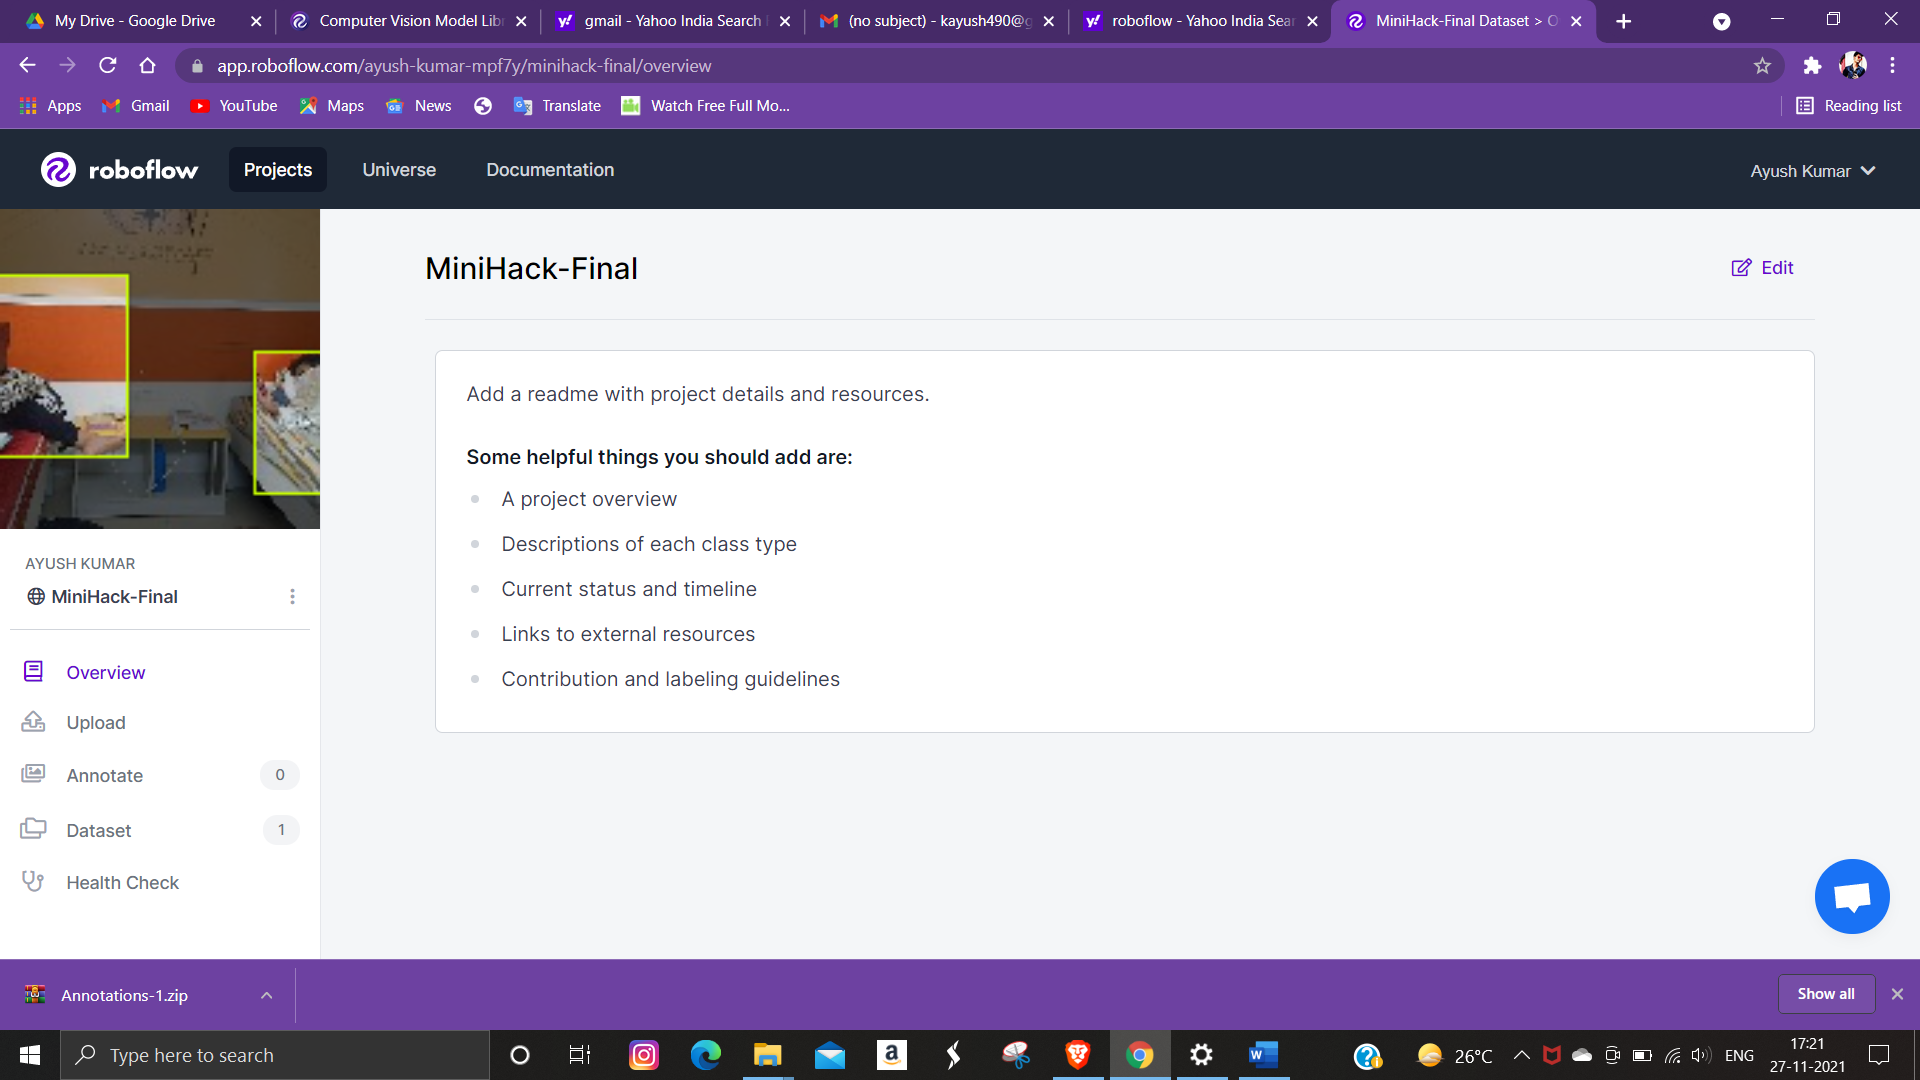 My Drive - Google Drive
Computer Vision Model Libr
gmail - Yahoo India Search
(no subject) - kayush490@g
roboflow - Yahoo India Sear
MiniHack-Final Dataset > O
app.roboflow.com/ayush-kumar-mpf7y/minihack-final/overview
Apps
Gmail
YouTube
Maps
News
Translate
Watch Free Full Mo...
Reading list
roboflow
Projects
Universe
Documentation
Ayush Kumar
MiniHack-Final
Edit
Add a readme with project details and resources.
Some helpful things you should add are:
A project overview
Descriptions of each class type
Current status and timeline
Links to external resources
Contribution and labeling guidelines
AYUSH KUMAR
MiniHack-Final
Overview
Upload
Annotate
0
Dataset
1
Health Check
Annotations-1.zip
Show all
Type here to search
26°C
ENG
17:21
27-11-2021